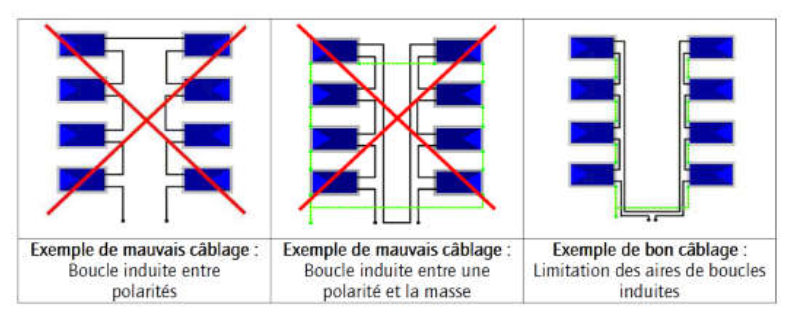 Exemple de mauvais câblage :
Boucle induite entre
polarités
Exemple de mauvais câblage :
Boucle induite entre une
polarité et la masse
Exemple de bon câblage :
Limitation des aires de boucles
induites